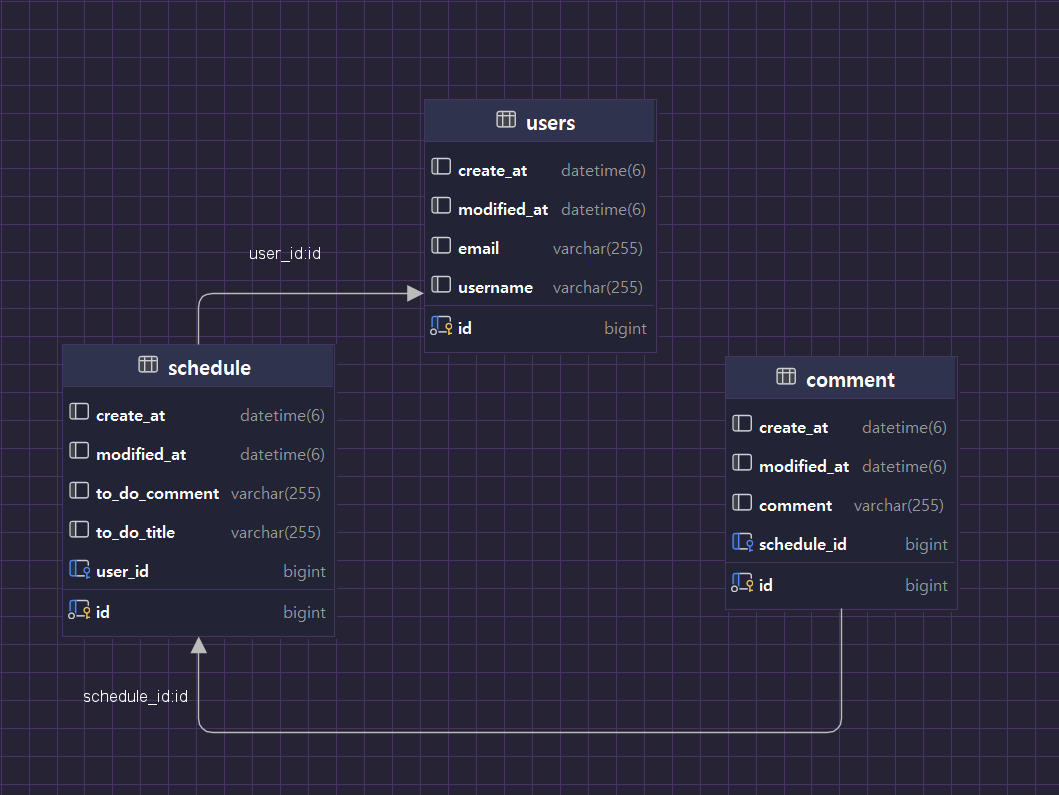 users
create_at datetime(6)
modified_at datetime(6)
email varchar(255)
username varchar(255)
id bigint
user_id:id
schedule
create_at datetime(6)
modified_at datetime(6)
to_do_comment varchar(255)
to_do_title varchar(255)
user_id bigint
id bigint
comment
create_at datetime(6)
modified_at datetime(6)
comment varchar(255)
schedule_id bigint
id bigint
schedule_id:id